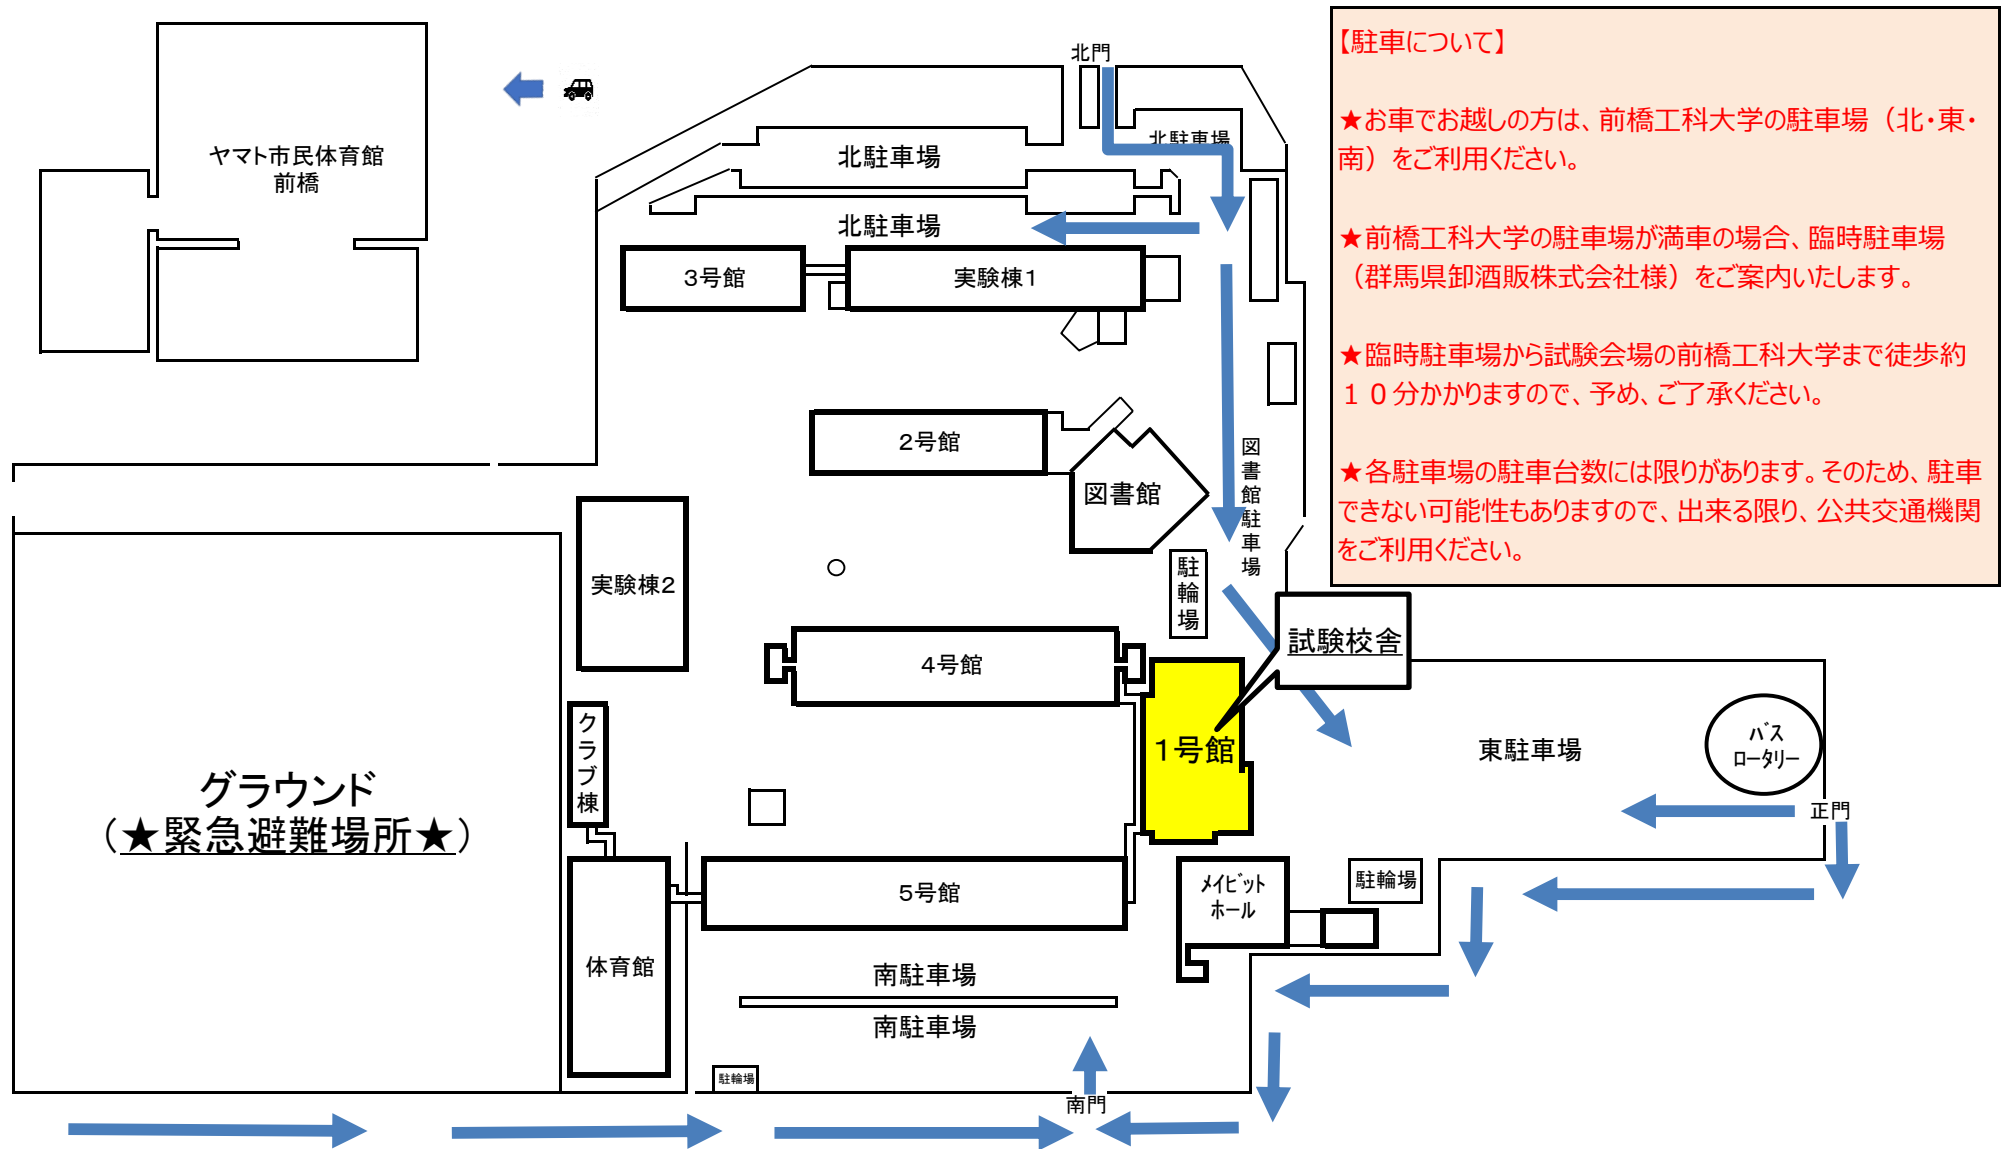 北門
【駐車について】
★お車でお越しの方は、前橋工科大学の駐車場（北・東・
南）をご利用ください。
★前橋工科大学の駐車場が満車の場合、臨時駐車場
（群馬県卸酒販株式会社様）をご案内いたします。
★臨時駐車場から試験会場の前橋工科大学まで徒歩約
１０分かかりますので、予め、ご了承ください。
★各駐車場の駐車台数には限りがあります。そのため、駐車
できない可能性もありますので、出来る限り、公共交通機関
をご利用ください。
ヤマト市民体育館
前橋
北駐車場
北駐車場
北駐車場
３号館
実験棟１
２号館
図書館
図書館駐車場
実験棟２
駐輪場
試験校舎
４号館
１号館
東駐車場
バス
ロータリー
正門
クラブ棟
グラウンド
（★緊急避難場所★）
５号館
メイビット
ホール
駐輪場
体育館
南駐車場
南駐車場
駐輪場
南門